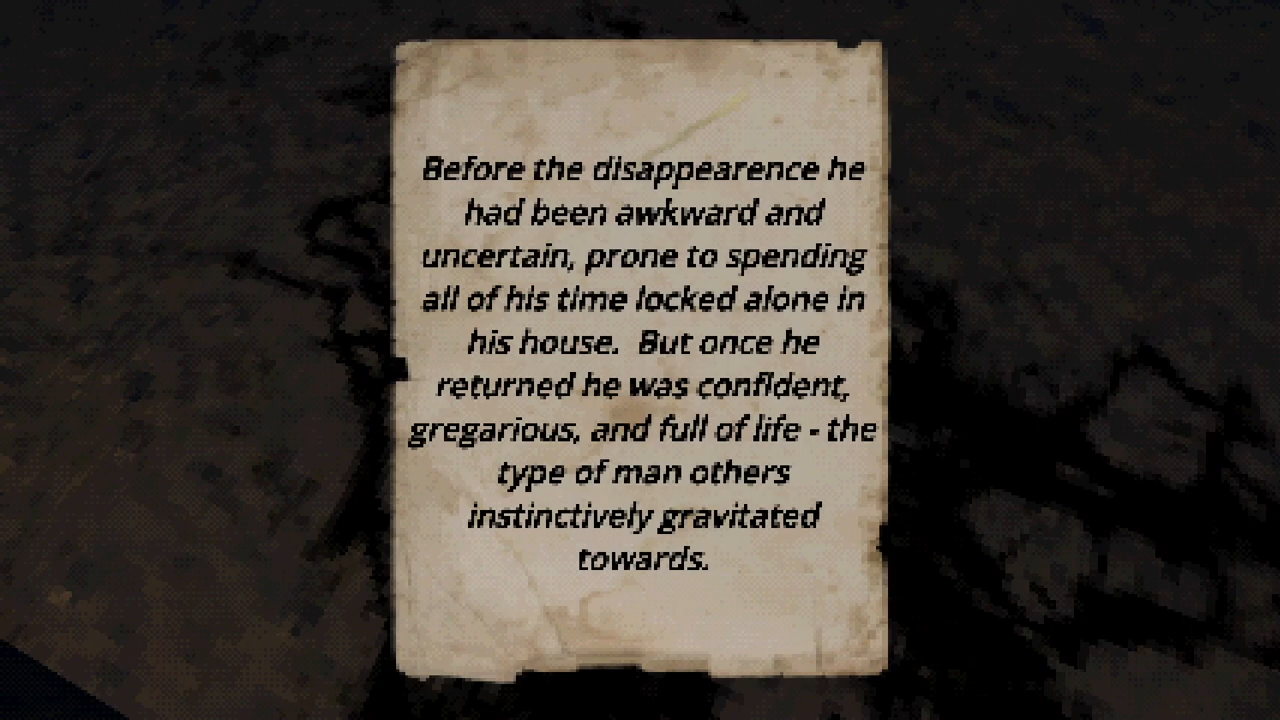 Before the disappearence he
had been awkward and
uncertain, prone to spending
all of his time locked alone in
his house.  But once he
returned he was confident,
gregarious, and full of life - the
type of man others
instinctively gravitated
towards.